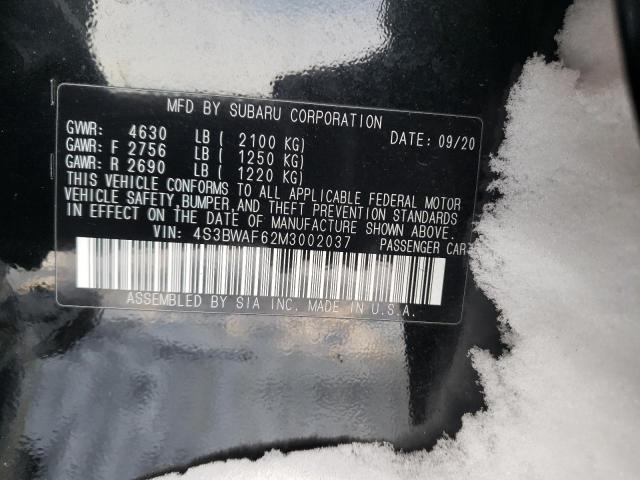 MFD BY SUBARU CORPORATION
GVWR: 4630 LB ( 2100 KG) DATE: 09/20
GAWR: F 2756 LB ( 1250 KG)
GAWR: R 2690 LB ( 1220 KG)
THIS VEHICLE CONFORMS TO ALL APPLICABLE FEDERAL MOTOR
VEHICLE SAFETY, BUMPER, AND THEFT PREVENTION STANDARDS
IN EFFECT ON THE DATE OF MANUFACTURE SHOWN ABOVE.
VIN: 4S3BWAF62M3002037 PASSENGER CAR
ASSEMBLED BY SIA INC. MADE IN U.S.A.